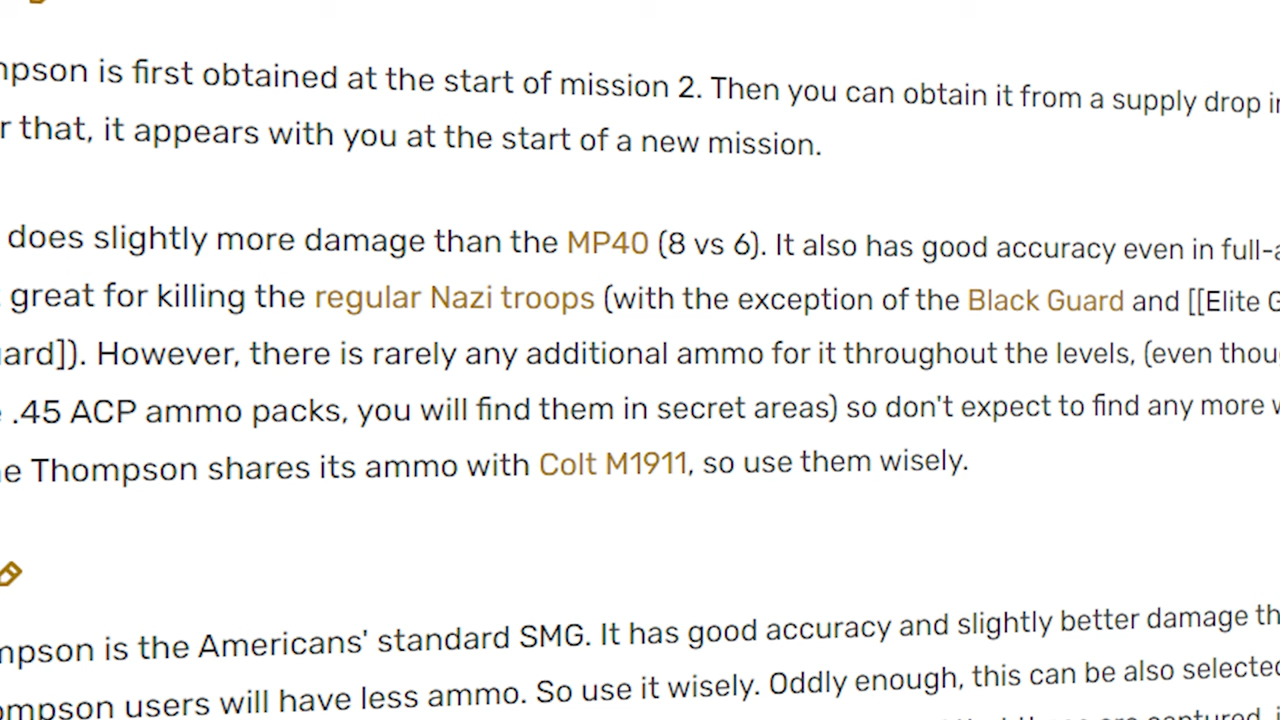 mpson is first obtained at the start of mission 2. Then you can obtain it from a supply drop in
r that, it appears with you at the start of a new mission.
does slightly more damage than the MP40 (8 vs 6). It also has good accuracy even in full-a
great for killing the regular Nazi troops (with the exception of the Black Guard and [[Elite G
uard]]). However, there is rarely any additional ammo for it throughout the levels, (even thou
.45 ACP ammo packs, you will find them in secret areas) so don't expect to find any more w
e Thompson shares its ammo with Colt M1911, so use them wisely.
mpson is the Americans' standard SMG. It has good accuracy and slightly better damage th
ompson users will have less ammo. So use it wisely. Oddly enough, this can be also selected